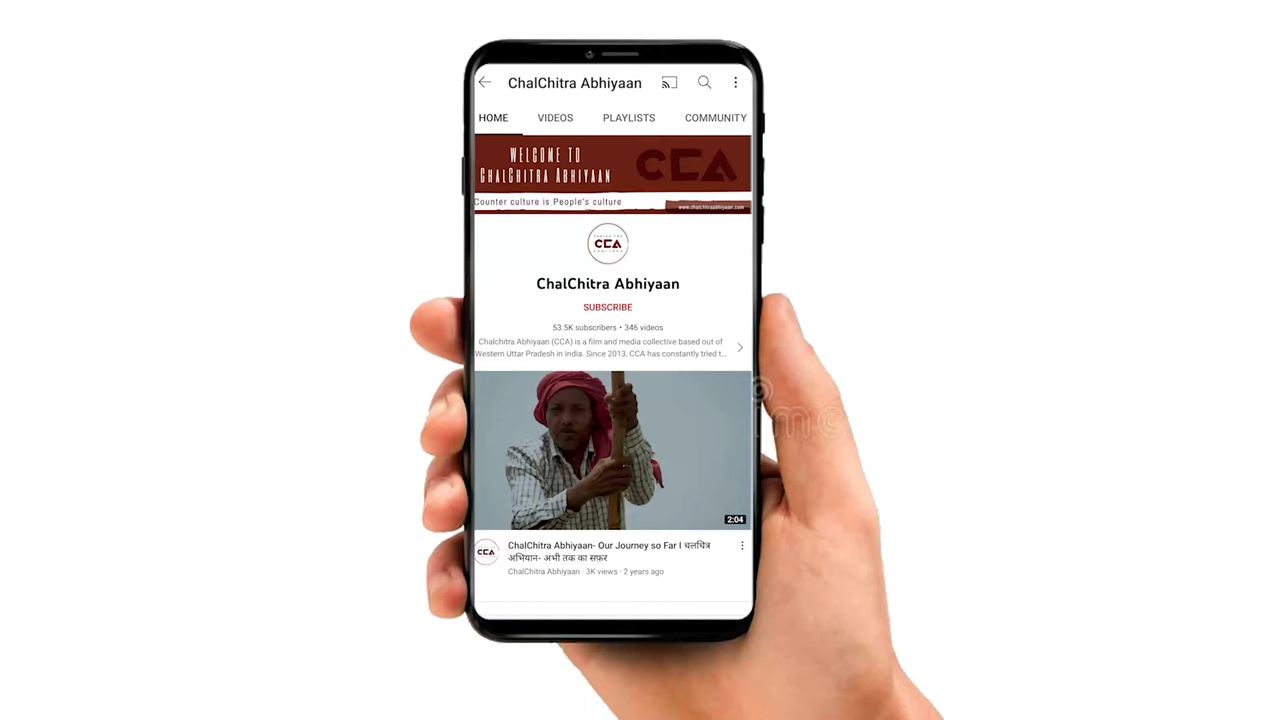 ChalChitra Abhiyaan
HOME VIDEOS PLAYLISTS COMMUNITY
WELCOME TO
CHALCHITRA ABHIYAAN
CCA
Counter culture is People's culture
www.chalchitraabhiyaan.com
CHALCHITRA
CCA
ABHIYAAN
ChalChitra Abhiyaan
SUBSCRIBE
53.5K subscribers • 346 videos
Chalchitra Abhiyaan (CCA) is a film and media collective based out of
Western Uttar Pradesh in India. Since 2013, CCA has constantly tried t...
2:04
CCA
ChalChitra Abhiyaan- Our Journey so Far I चलचित्र
अभियान- अभी तक का सफ़र
ChalChitra Abhiyaan · 3K views · 2 years ago